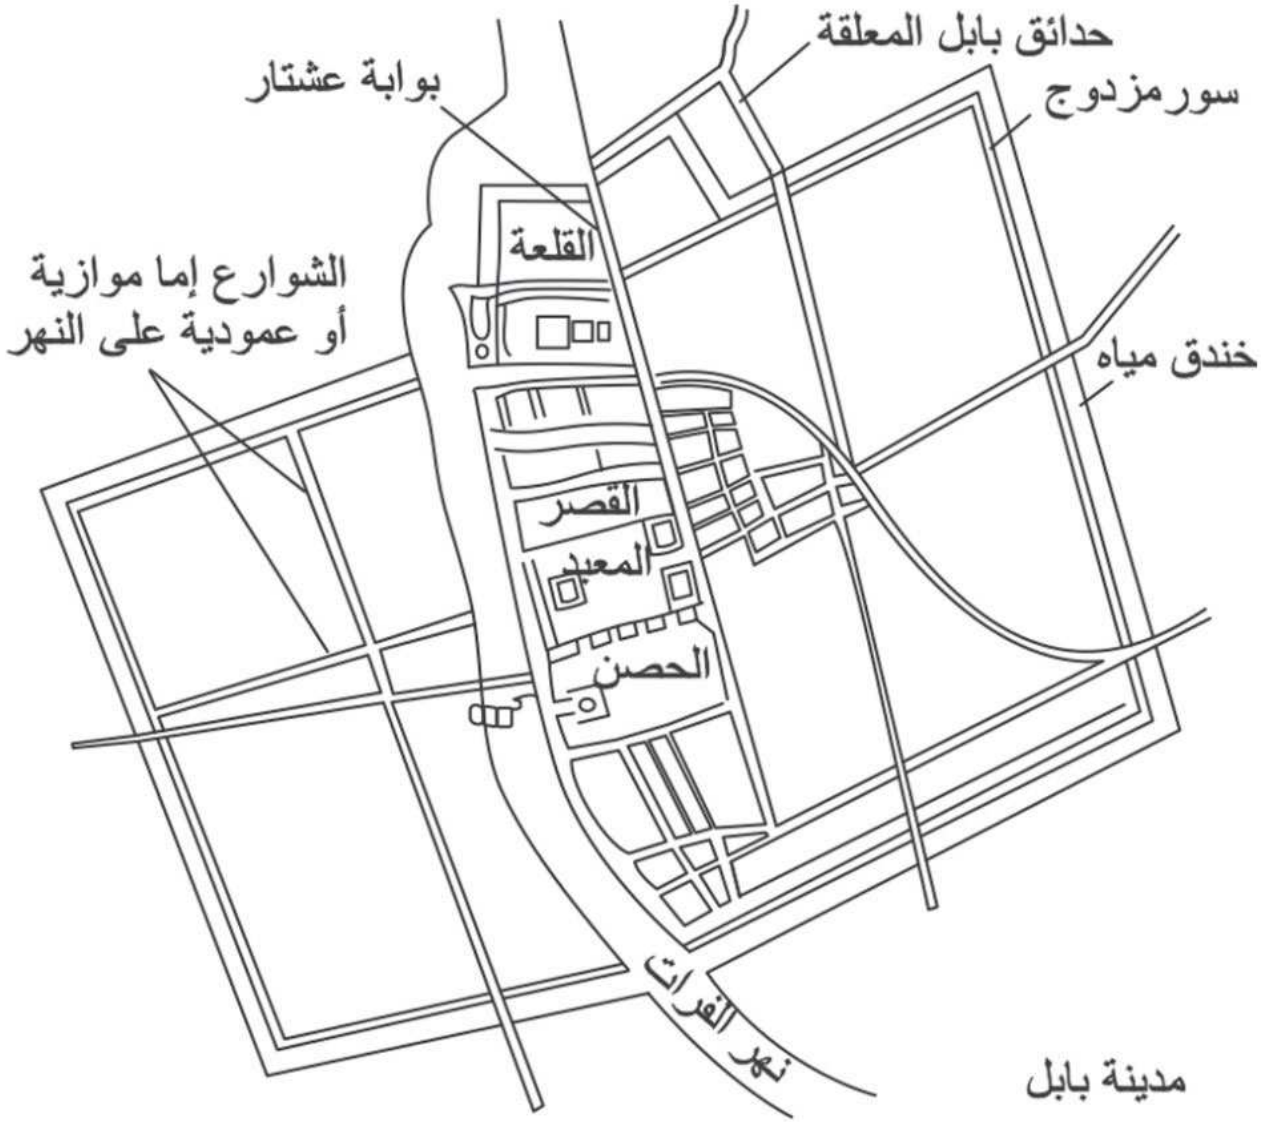 حدائق بابل المعلقة
بوابة عشتار
سور مزدوج
القلعة
الشوارع إما موازية
أو عمودية على النهر
خندق مياه
القصر
المعبد
الحصن
نهر الفرات
مدينة بابل